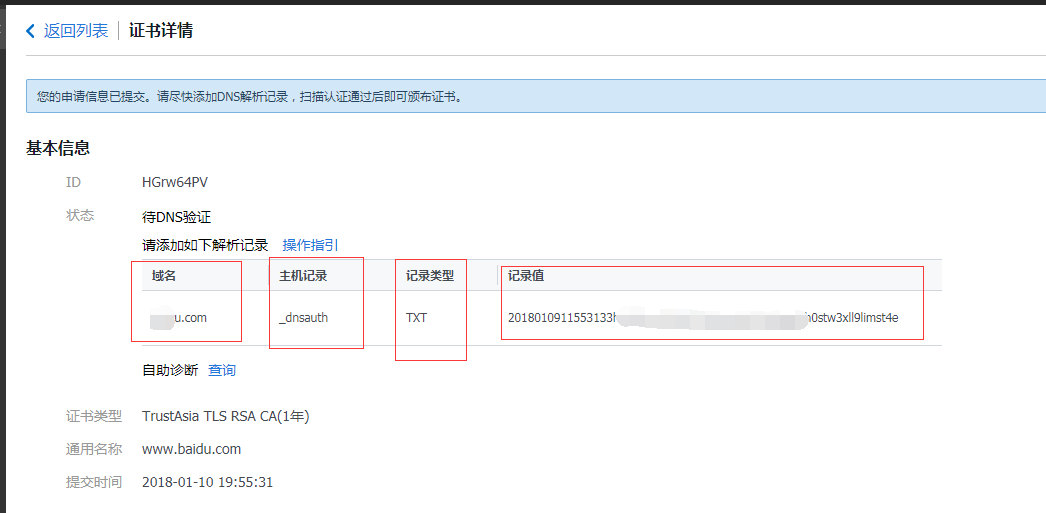 返回列表 证书详情
您的申请信息已提交。请尽快添加DNS解析记录，扫描认证通过后即可颁布证书。
基本信息
ID HGrw64PV
状态 待DNS验证
请添加如下解析记录 操作指引
域名 主机记录 记录类型 记录值
u.com _dnsauth TXT 2018010911553133 h0stw3xll9limst4e
自助诊断 查询
证书类型 TrustAsia TLS RSA CA(1年)
通用名称 www.baidu.com
提交时间 2018-01-10 19:55:31